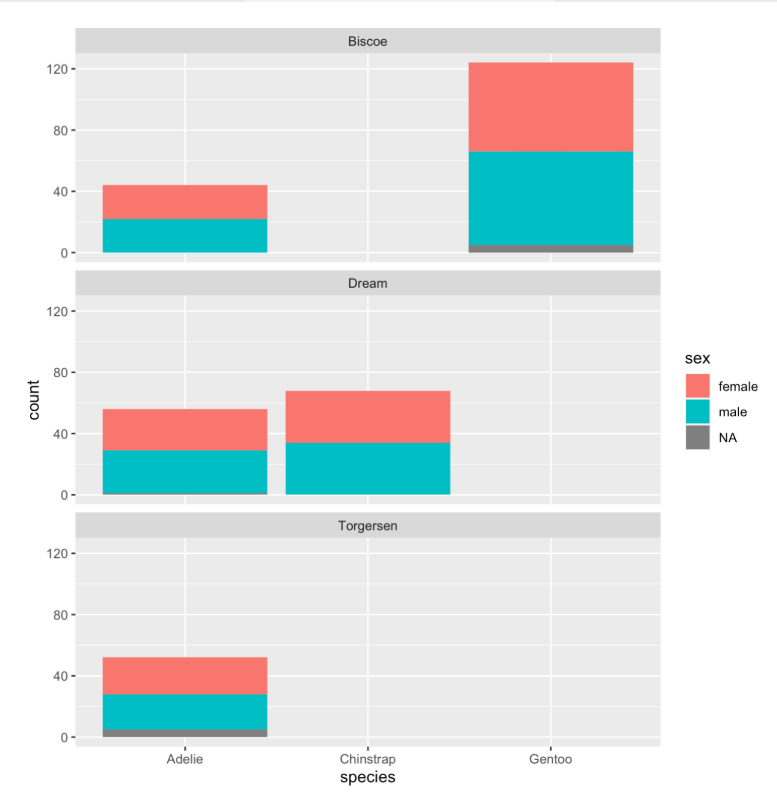 Biscoe
120
80
40
0
Dream
120
80
40
0
count
sex
female
male
NA
Torgersen
120
80
40
0
Adelie Chinstrap Gentoo
species